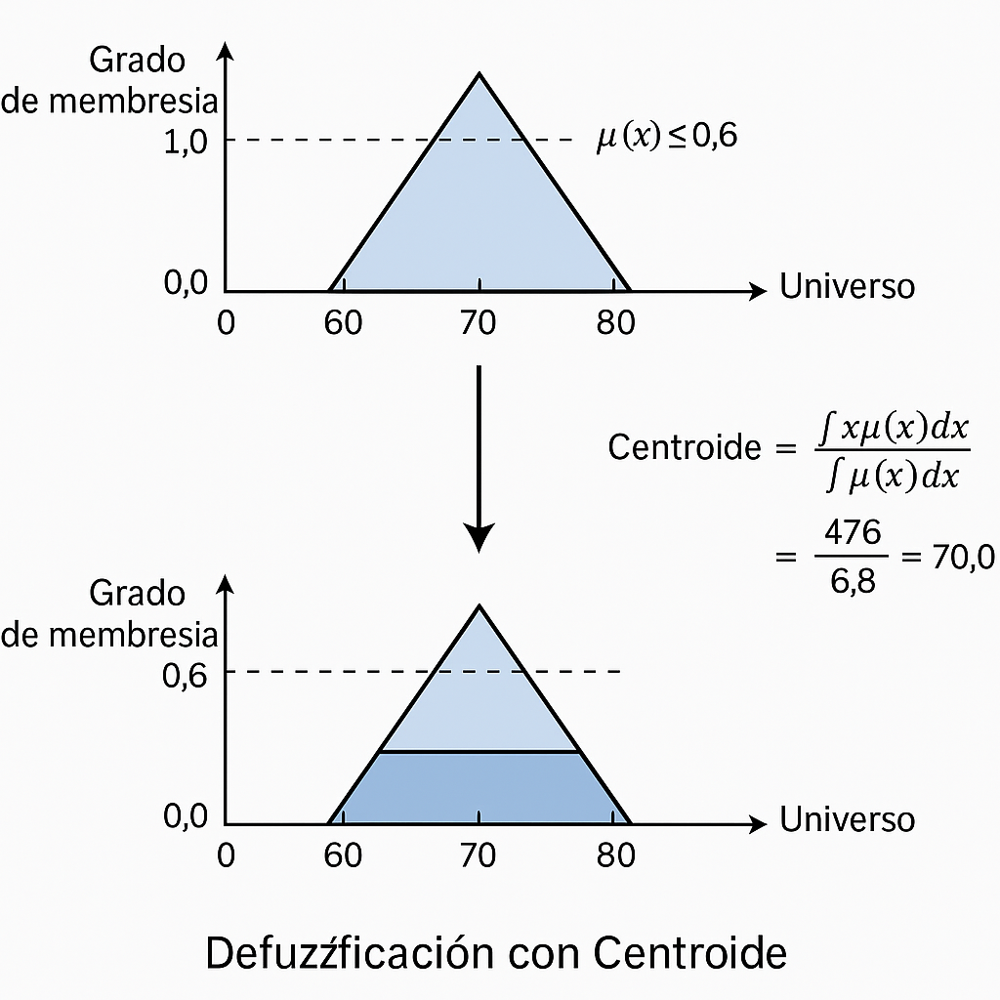 Grado
de membresia
1,0
μ(x) ≤ 0,6
0,0
Universo
0 60 70 80
Centroide = ∫xμ(x)dx / ∫μ(x)dx
= 476 / 6,8 = 70,0
Grado
de membresia
0,6
0,0
Universo
0 60 70 80
Defuzźficación con Centroide